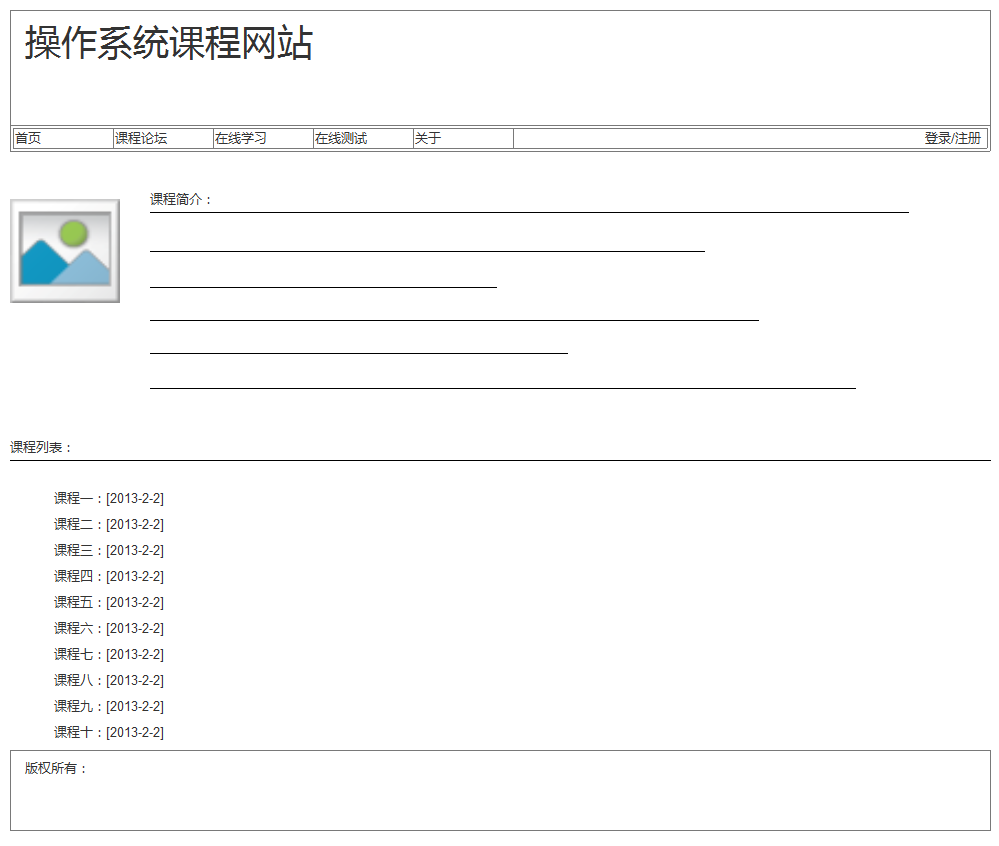 操作系统课程网站
首页 课程论坛 在线学习 在线测试 关于 登录/注册
课程简介：
课程列表：
课程一：[2013-2-2]
课程二：[2013-2-2]
课程三：[2013-2-2]
课程四：[2013-2-2]
课程五：[2013-2-2]
课程六：[2013-2-2]
课程七：[2013-2-2]
课程八：[2013-2-2]
课程九：[2013-2-2]
课程十：[2013-2-2]
版权所有：